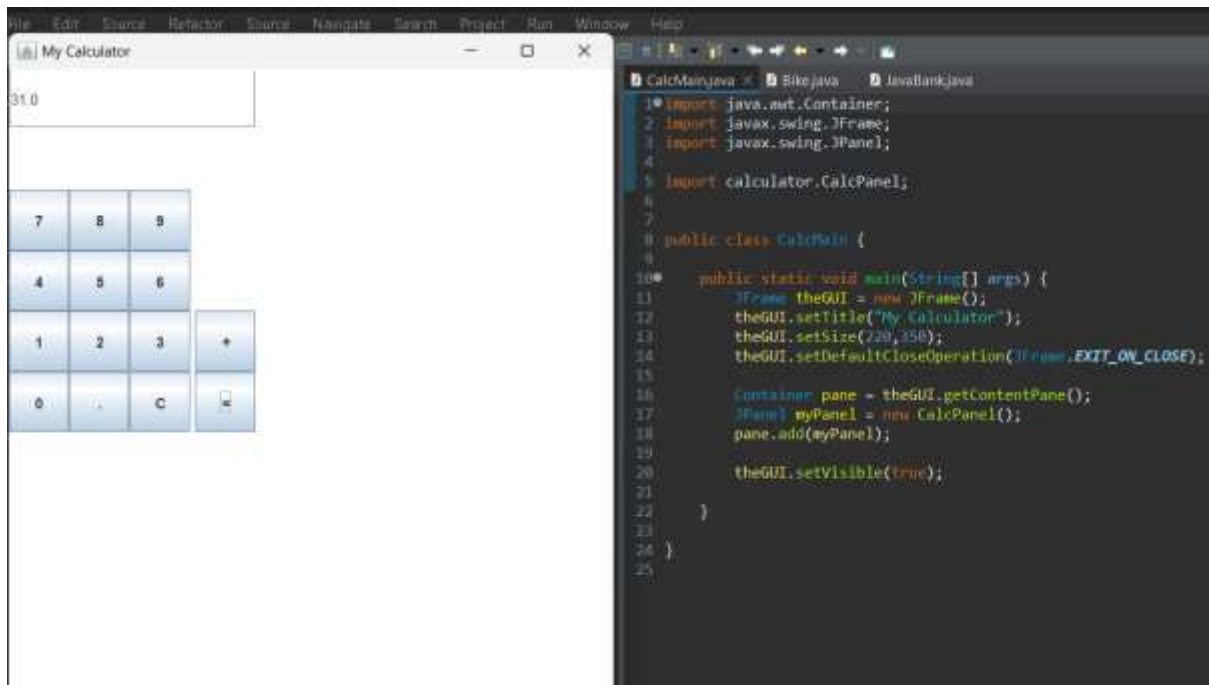 File Edit Source Refactor Source Navigate Search Project Run Window Help
My Calculator
31.0
7 8 9
4 5 6
1 2 3 +
0 . C =
CalcMain.java Bike.java JavaBank.java
1 import java.awt.Container;
2 import javax.swing.JFrame;
3 import javax.swing.JPanel;
4
5 import calculator.CalcPanel;
6
7
8 public class CalcMain {
9
10 public static void main(String[] args) {
11 JFrame theGUI = new JFrame();
12 theGUI.setTitle("My Calculator");
13 theGUI.setSize(220,350);
14 theGUI.setDefaultCloseOperation(JFrame.EXIT_ON_CLOSE);
15
16 Container pane = theGUI.getContentPane();
17 JPanel myPanel = new CalcPanel();
18 pane.add(myPanel);
19
20 theGUI.setVisible(true);
21
22 }
23
24 }
25